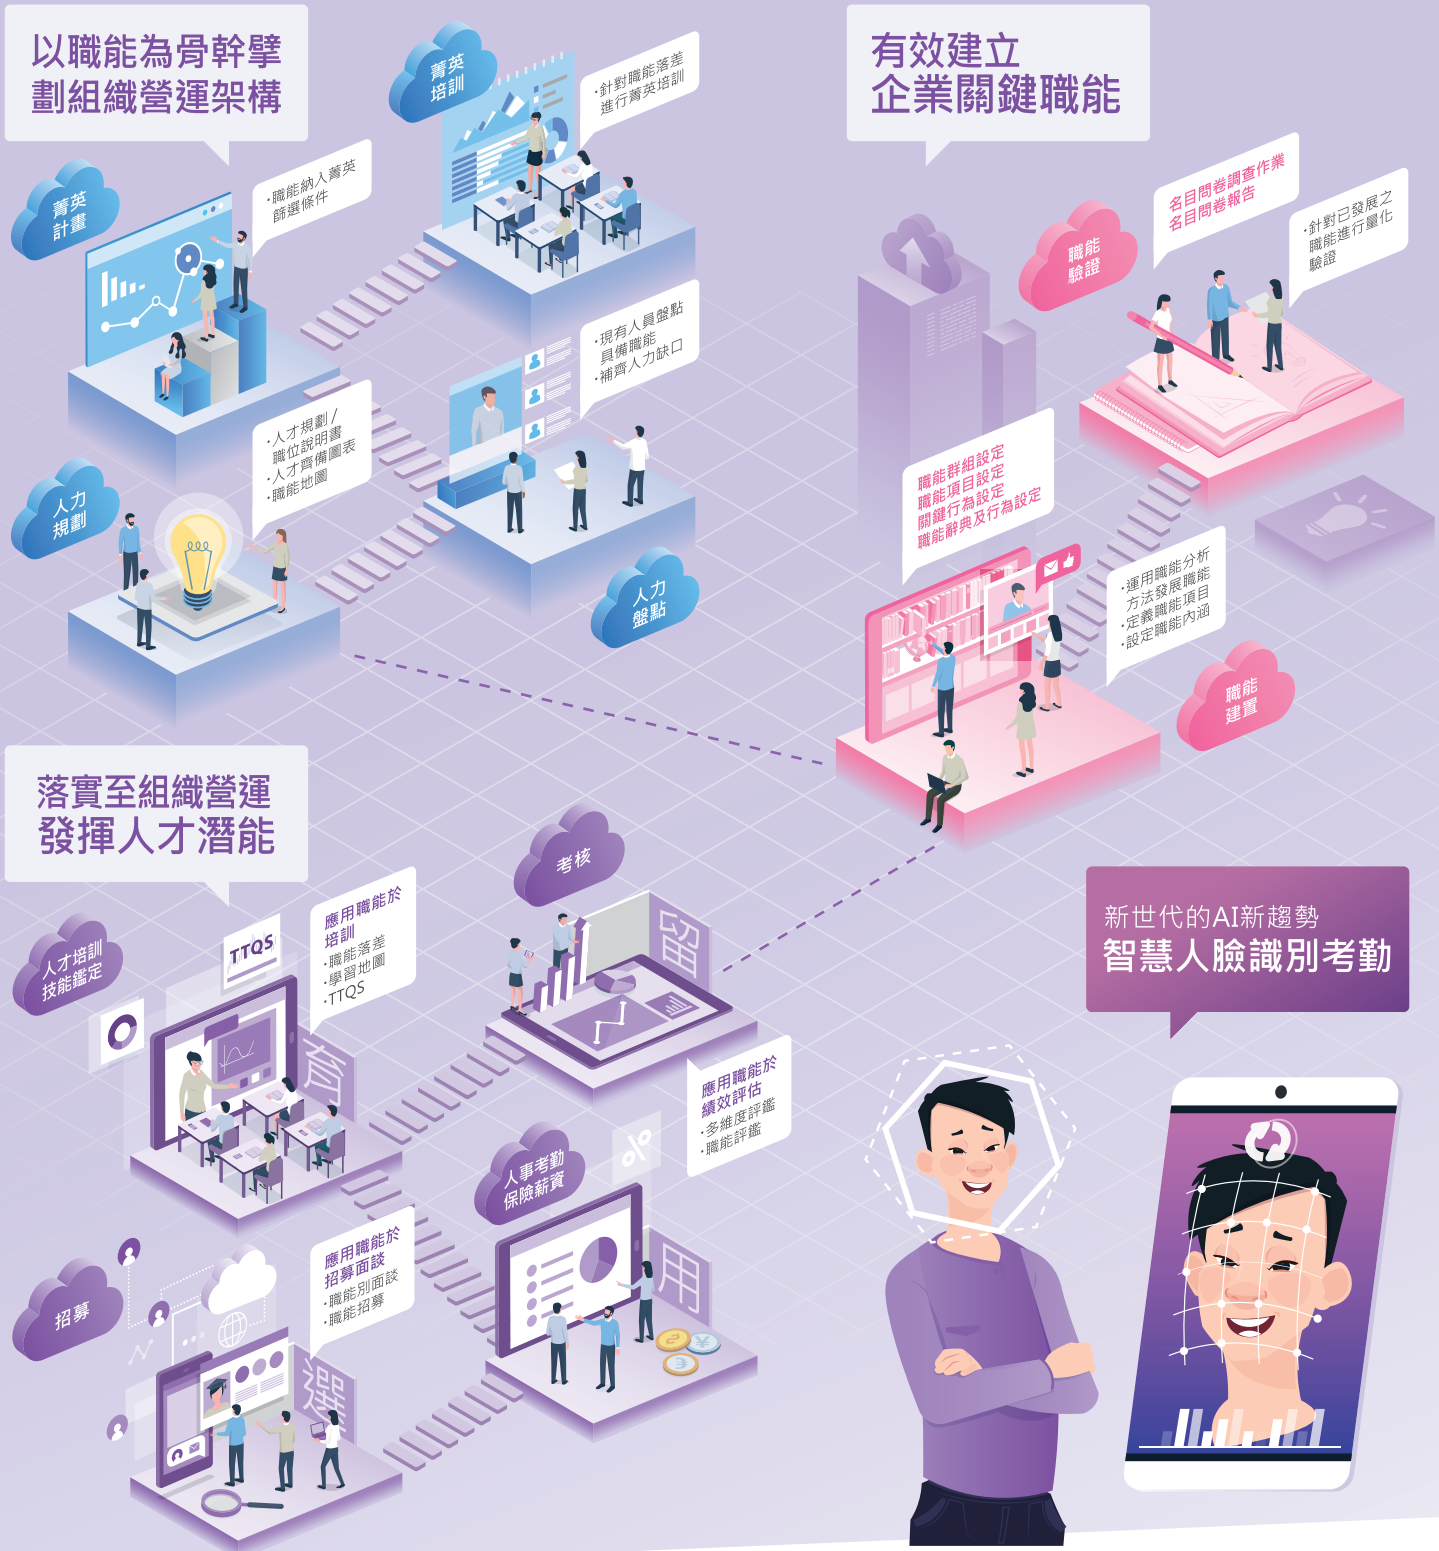 以職能為骨幹擘
劃組織營運架構
菁英
培訓
·針對職能落差
進行菁英培訓
菁英
計畫
·職能納入菁英
篩選條件
·現有人員盤點
具備職能
·補齊人力缺口
·人才規劃/
職位說明書
·人才齊備圖表
·職能地圖
人力
規劃
人力
盤點
有效建立
企業關鍵職能
名目問卷調查作業
名目問卷報告
·針對已發展之
職能進行量化
驗證
職能
驗證
職能群組設定
職能項目設定
關鍵行為設定
職能辭典及行為設定
·運用職能分析
方法發展職能
·定義職能項目
·設定職能內涵
職能
建置
落實至組織營運
發揮人才潛能
考核
留
應用職能於
培訓
·職能落差
·學習地圖
·TTQS
人才培訓
技能鑑定
TTQS
育
應用職能於
績效評估
·多維度評鑑
·職能評鑑
人事考勤
保險薪資
%
用
應用職能於
招募面談
·職能別面談
·職能招募
招募
選
新世代的AI新趨勢
智慧人臉識別考勤